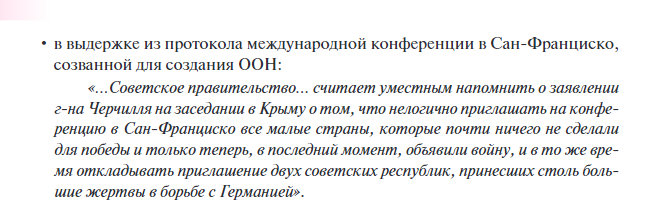 • в выдержке из протокола международной конференции в Сан-Франциско,
созванной для создания ООН:
«...Советское правительство... считает уместным напомнить о заявлении
г-на Черчилля на заседании в Крыму о том, что нелогично приглашать на конфе-
ренцию в Сан-Франциско все малые страны, которые почти ничего не сделали
для победы и только теперь, в последний момент, объявили войну, и в то же вре-
мя откладывать приглашение двух советских республик, принесших столь боль-
шие жертвы в борьбе с Германией».